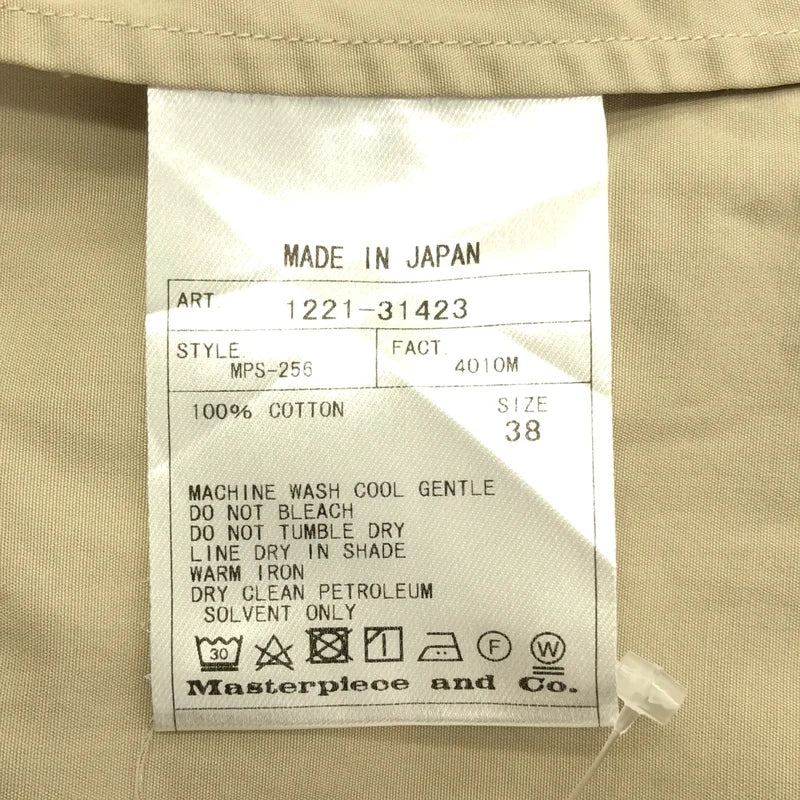 MADE IN JAPAN
ART. 1221-31423
STYLE. MPS-256
FACT. 4010M
100% COTTON
SIZE
38
MACHINE WASH COOL GENTLE
DO NOT BLEACH
DO NOT TUMBLE DRY
LINE DRY IN SHADE
WARM IRON
DRY CLEAN PETROLEUM
SOLVENT ONLY
30 F W
Masterpiece and Co.